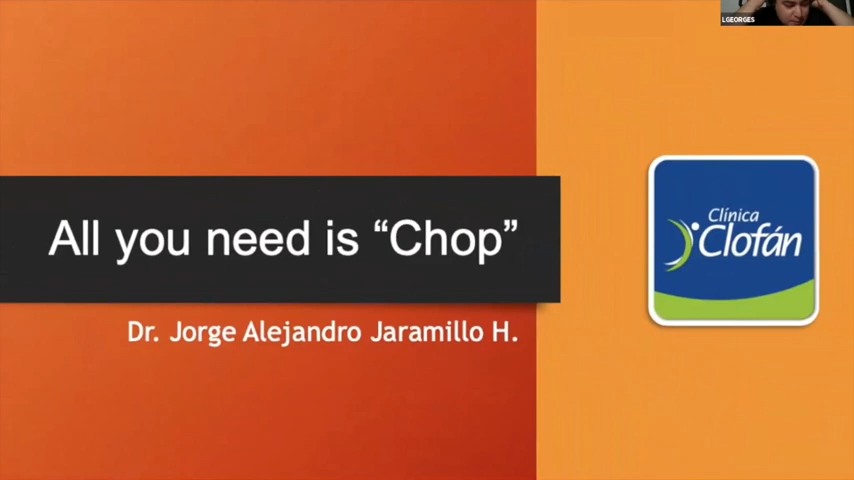 LGEORGES
All you need is “Chop”
Dr. Jorge Alejandro Jaramillo H.
Clínica
Clofán